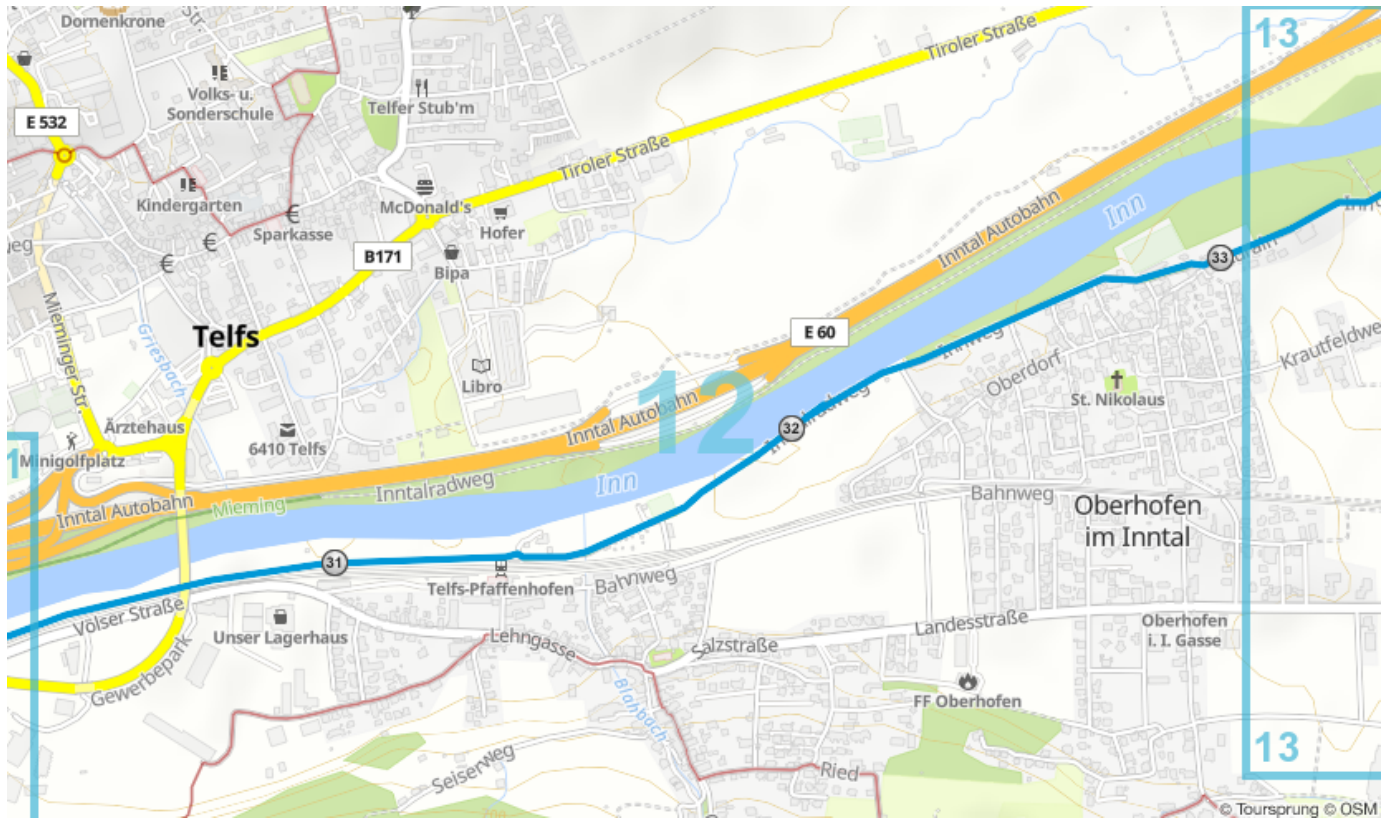 Dornenkrone
Tiroler Straße
13
Volks- u.
Sonderschule
Telfer Stub'm
E 532
Tiroler Straße
Kindergarten
McDonald's
Sparkasse
Hofer
B171
Bipa
Inntal Autobahn
Inn
33
Telfs
Griesbach
Mieminger Str.
E 60
Innweg
Krautfeldweg
Oberdorf
Libro
St. Nikolaus
12
Inntal Autobahn
Ärztehaus
6410 Telfs
Minigolfplatz
32
Inntalradweg
Inn
Inntal Autobahn
Mieming
Bahnweg
Oberhofen
im Inntal
31
Telfs-Pfaffenhofen
Bahnweg
Völser Straße
Unser Lagerhaus
Lehngasse
Salzstraße
Landesstraße
Oberhofen
i. I. Gasse
Gewerbepark
Blahbach
FF Oberhofen
13
Seiserweg
Ried
700
© Toursprung © OSM